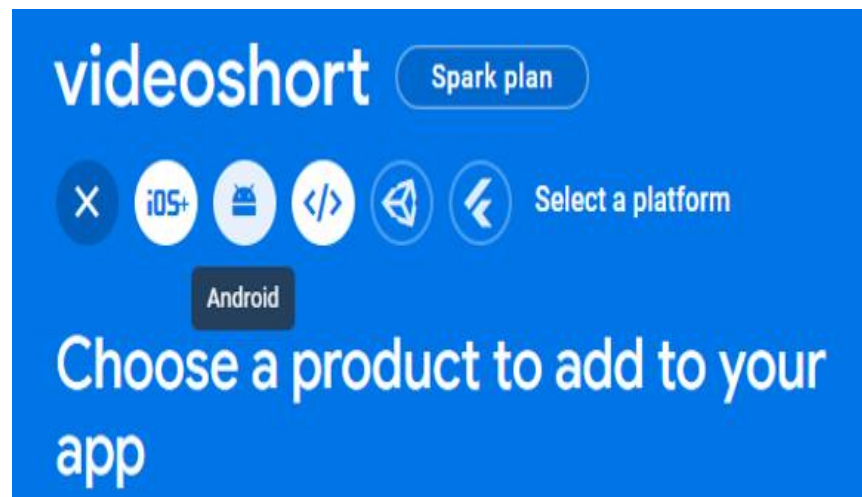 videoshort Spark plan
iOS+ </> Select a platform
Android
Choose a product to add to your
app